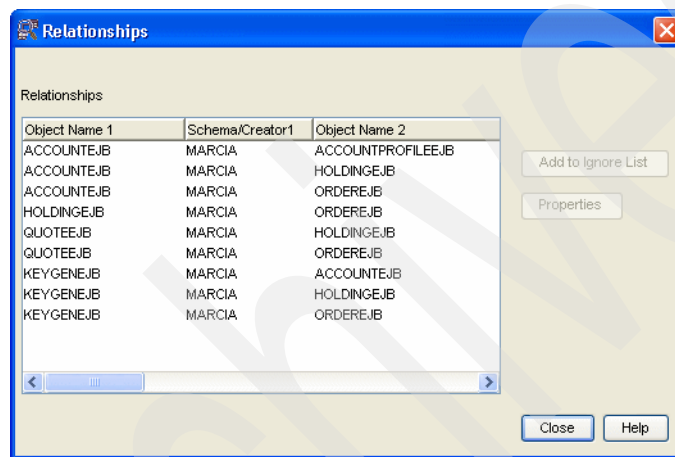 Relationships
Relationships
Object Name 1 Schema/Creator1 Object Name 2
ACCOUNTEJB MARCIA ACCOUNTPROFILEEJB
ACCOUNTEJB MARCIA HOLDINGEJB
ACCOUNTEJB MARCIA ORDEREJB
HOLDINGEJB MARCIA ORDEREJB
QUOTEEJB MARCIA HOLDINGEJB
QUOTEEJB MARCIA ORDEREJB
KEYGENEJB MARCIA ACCOUNTEJB
KEYGENEJB MARCIA HOLDINGEJB
KEYGENEJB MARCIA ORDEREJB
Add to Ignore List
Properties
Close Help